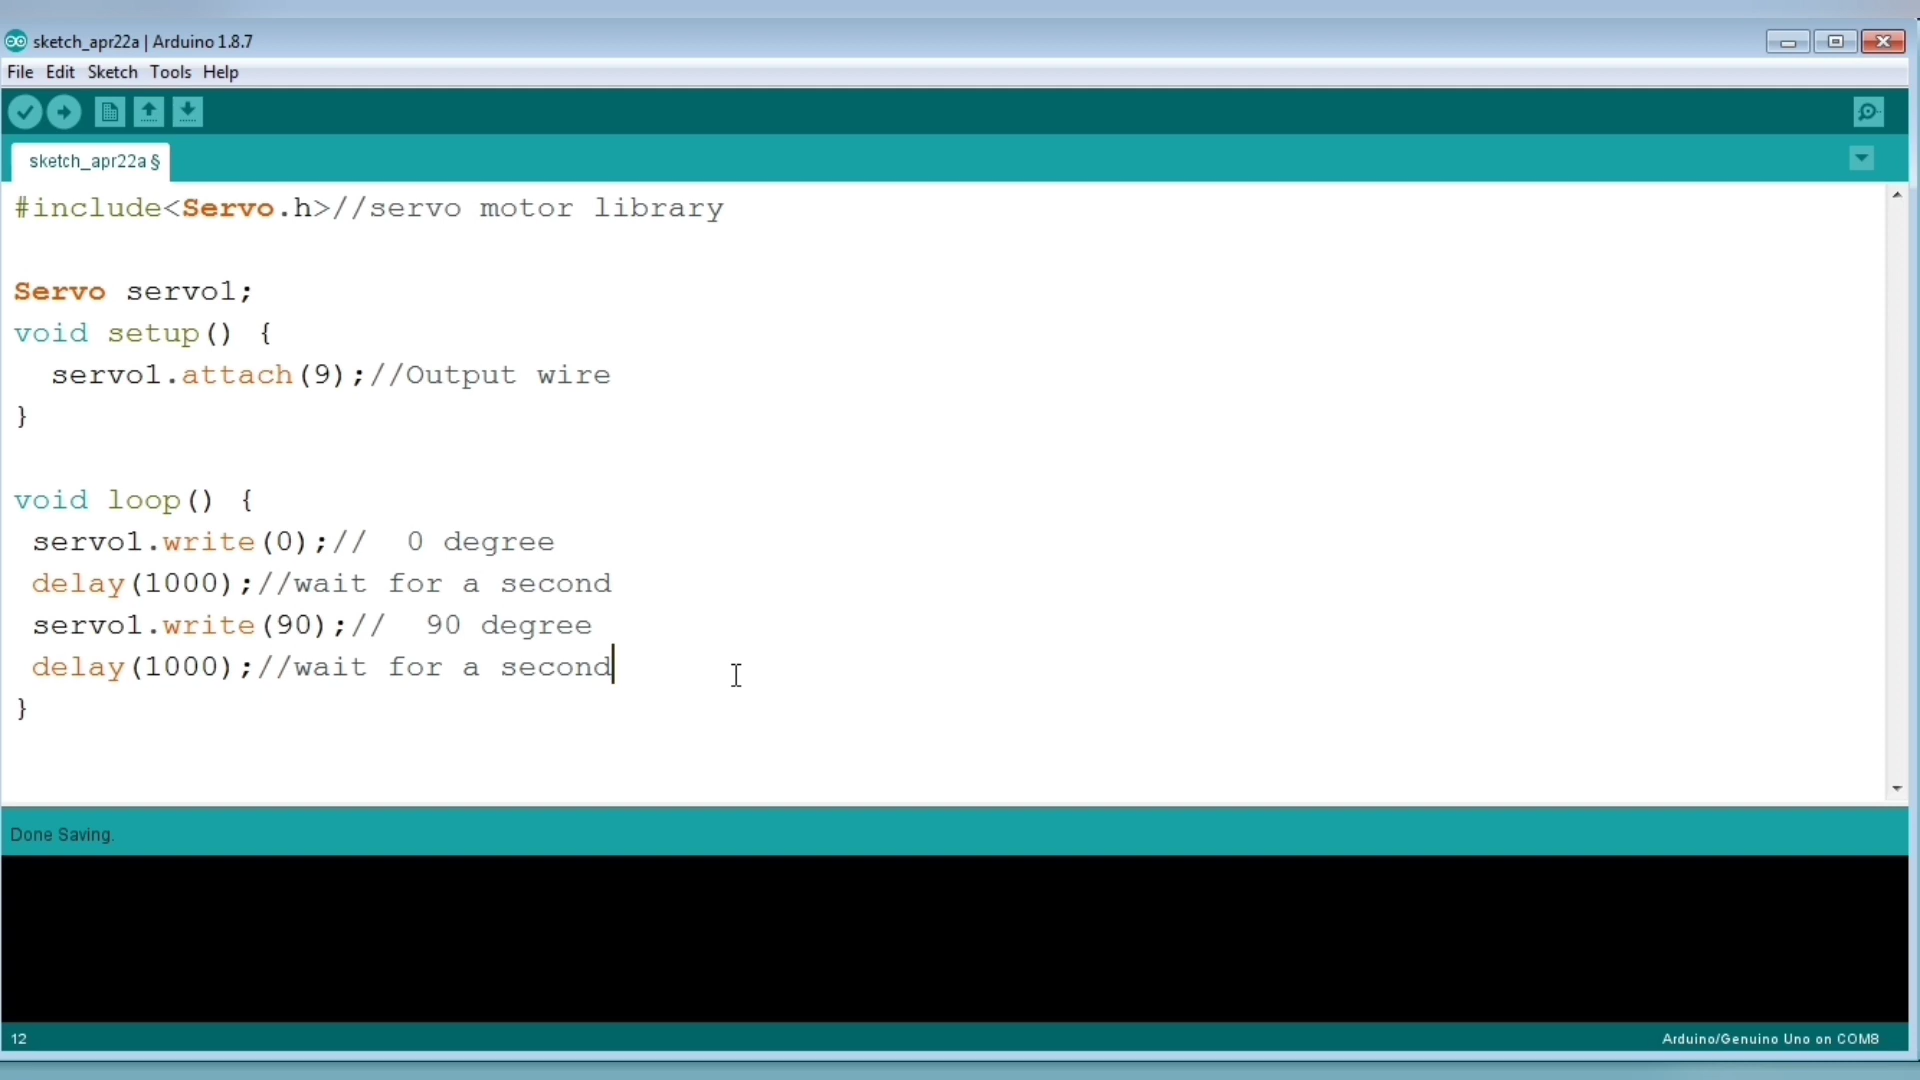 sketch_apr22a | Arduino 1.8.7
File Edit Sketch Tools Help
sketch_apr22a §
#include<Servo.h>//servo motor library
Servo servo1;
void setup() {
  servo1.attach(9);//Output wire
}
void loop() {
 servo1.write(0);//  0 degree
 delay(1000);//wait for a second
 servo1.write(90);//  90 degree
 delay(1000);//wait for a second
}
Done Saving.
12
Arduino/Genuino Uno on COM8